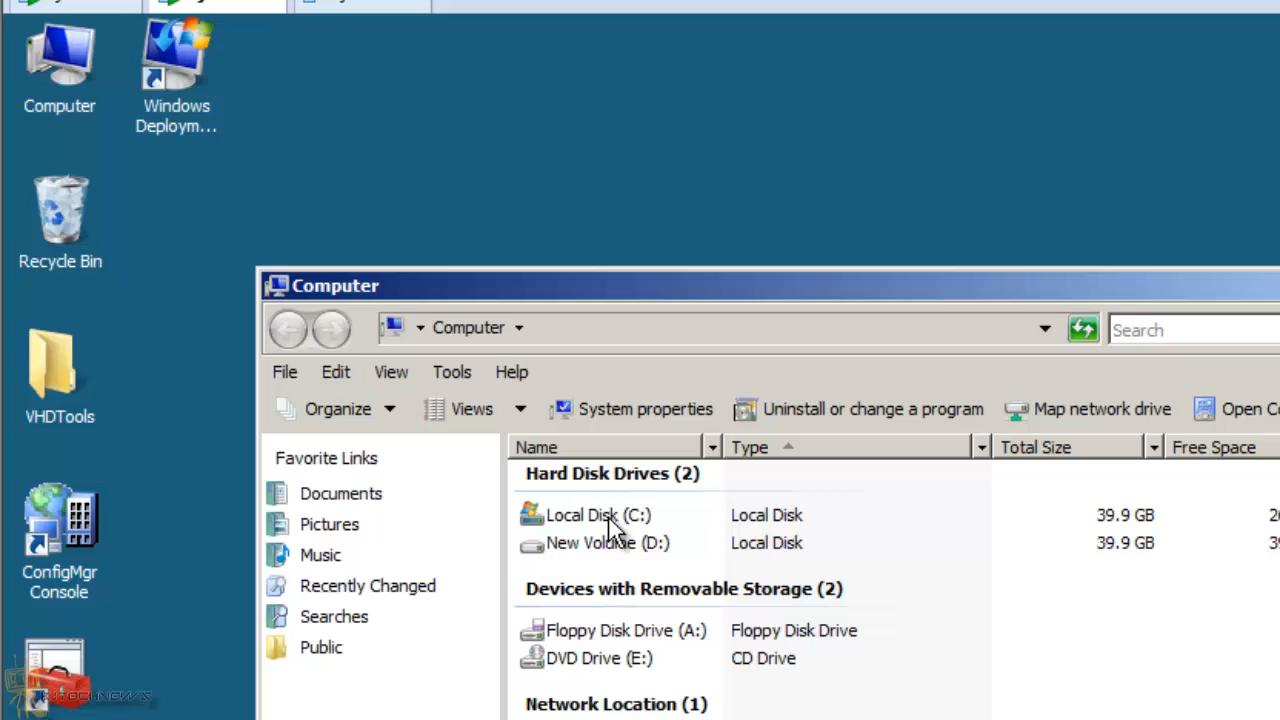 Computer
Windows
Deploym...
Recycle Bin
VHDTools
ConfigMgr
Console
Computer
Computer
Search
File Edit View Tools Help
Organize Views System properties Uninstall or change a program Map network drive
Favorite Links
Documents
Pictures
Music
Recently Changed
Searches
Public
Name Type Total Size Free Space
Hard Disk Drives (2)
Local Disk (C:) Local Disk 39.9 GB
New Volume (D:) Local Disk 39.9 GB
Devices with Removable Storage (2)
Floppy Disk Drive (A:) Floppy Disk Drive
DVD Drive (E:) CD Drive
Network Location (1)